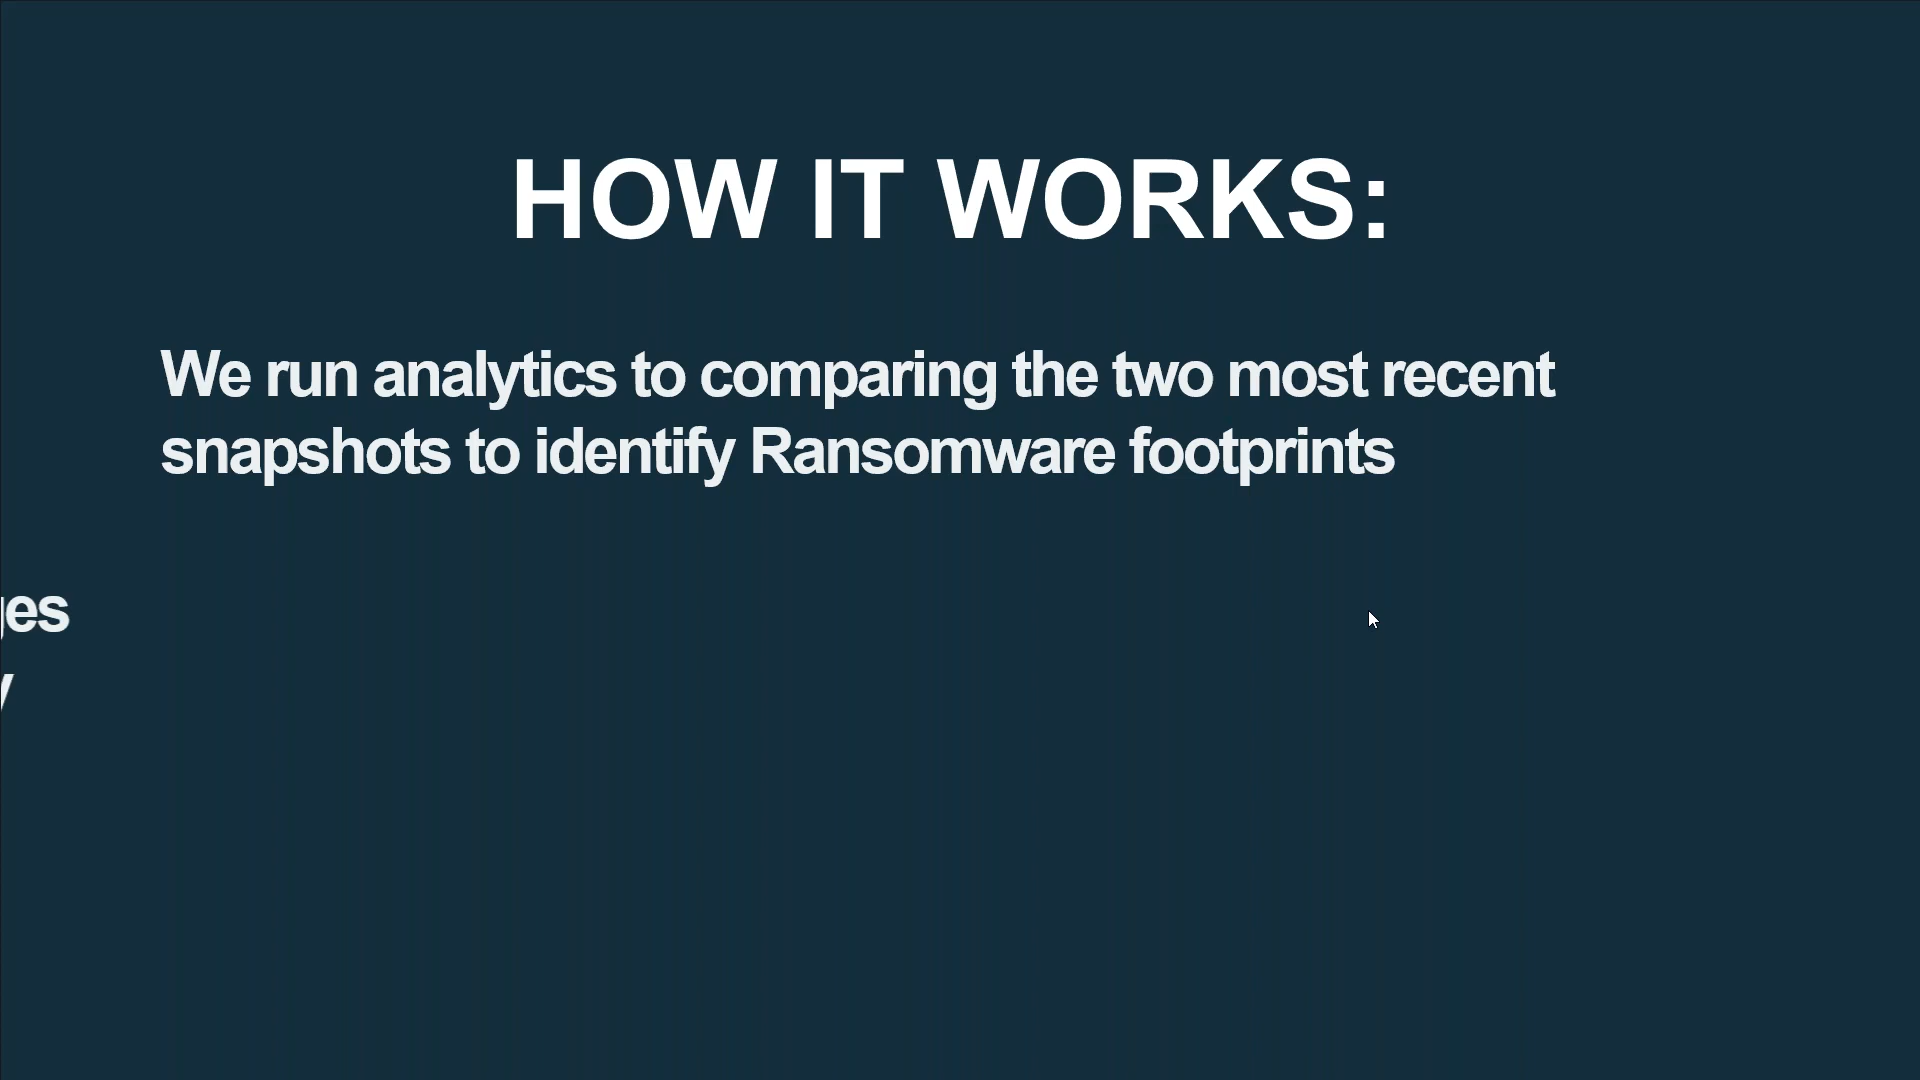 HOW IT WORKS:
We run analytics to comparing the two most recent
snapshots to identify Ransomware footprints